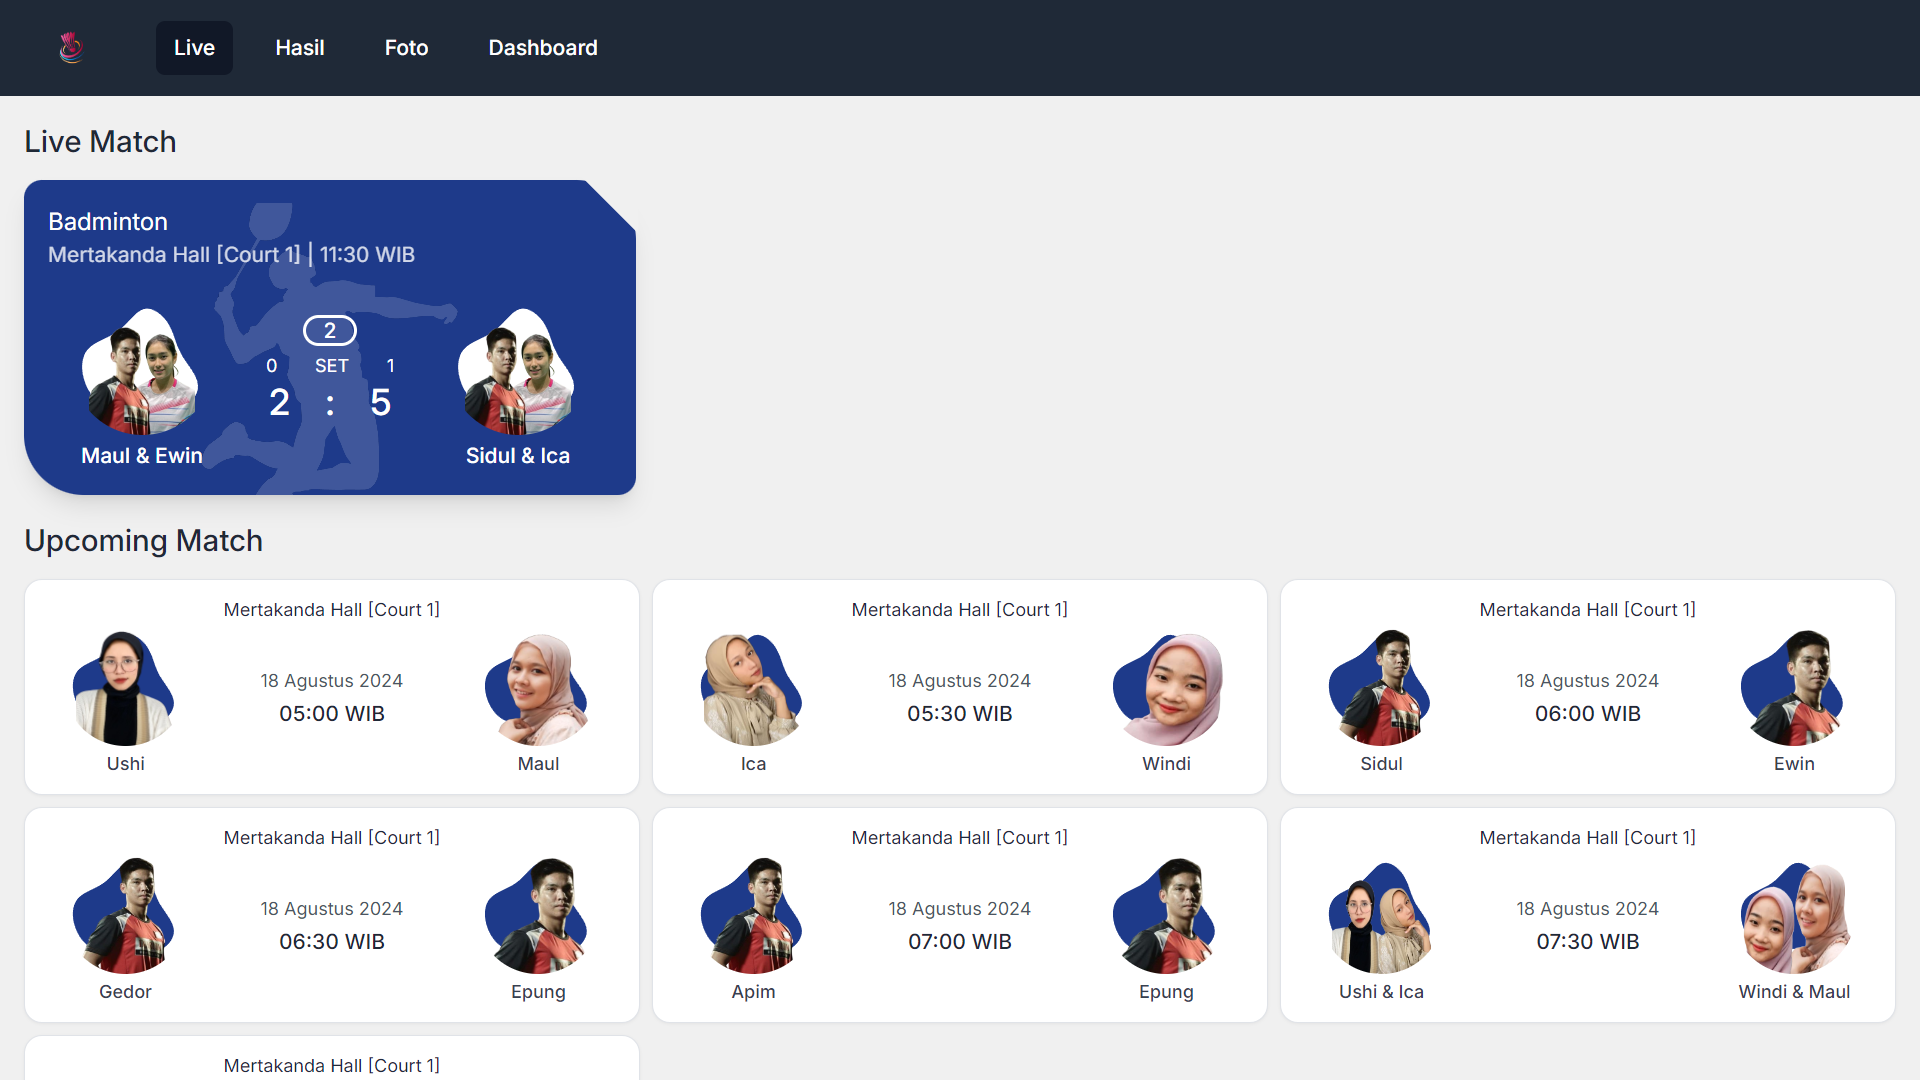 Live
Hasil
Foto
Dashboard
Live Match
Badminton
Mertakanda Hall [Court 1] | 11:30 WIB
2
0 SET 1
2 : 5
Maul & Ewin
Sidul & Ica
Upcoming Match
Mertakanda Hall [Court 1]
18 Agustus 2024
05:00 WIB
Ushi
Maul
Mertakanda Hall [Court 1]
18 Agustus 2024
05:30 WIB
Ica
Windi
Mertakanda Hall [Court 1]
18 Agustus 2024
06:00 WIB
Sidul
Ewin
Mertakanda Hall [Court 1]
18 Agustus 2024
06:30 WIB
Gedor
Epung
Mertakanda Hall [Court 1]
18 Agustus 2024
07:00 WIB
Apim
Epung
Mertakanda Hall [Court 1]
18 Agustus 2024
07:30 WIB
Ushi & Ica
Windi & Maul
Mertakanda Hall [Court 1]